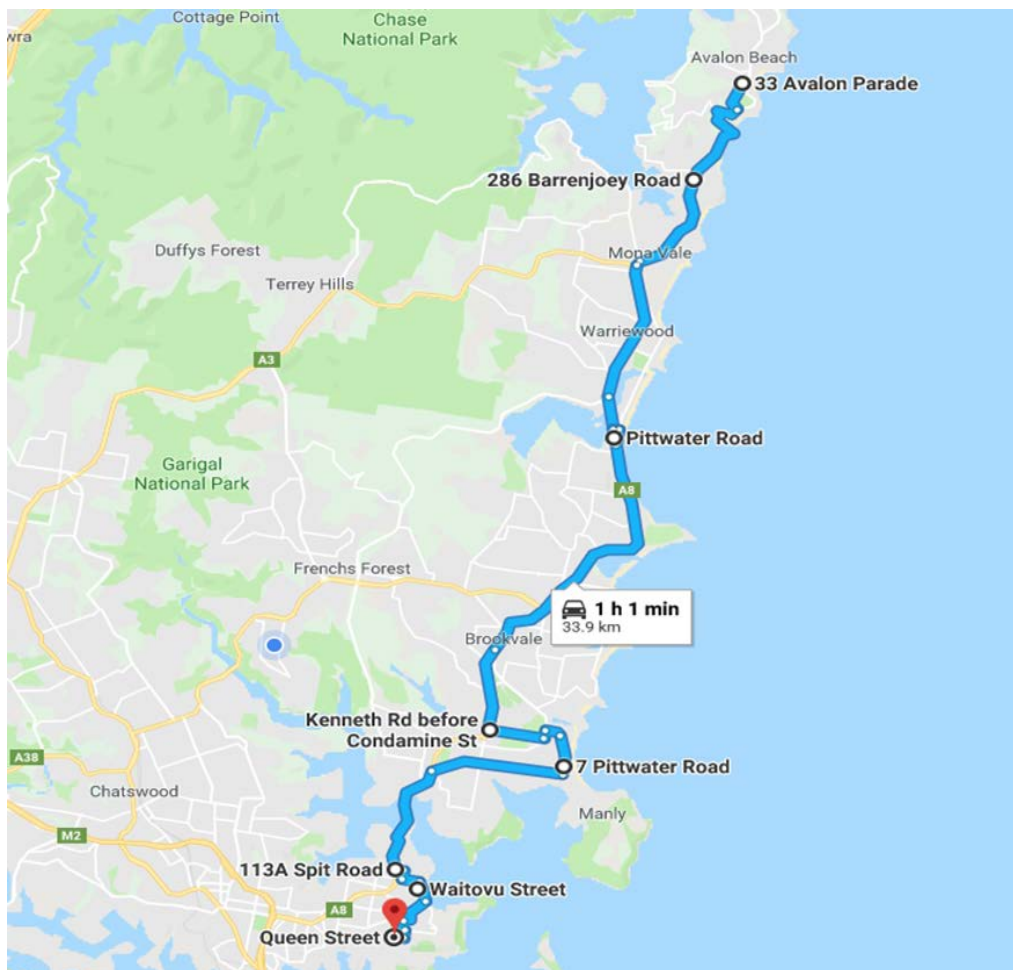 Cottage Point
Chase
National Park
wra
Avalon Beach
33 Avalon Parade
286 Barrenjoey Road
Duffys Forest
Mona Vale
Terrey Hills
Warriewood
A3
Pittwater Road
Garigal
National Park
A8
Frenchs Forest
1 h 1 min
33.9 km
Brookvale
Kenneth Rd before
Condamine St
A38
7 Pittwater Road
Chatswood
Manly
M2
113A Spit Road
Waitovu Street
A8
Queen Street